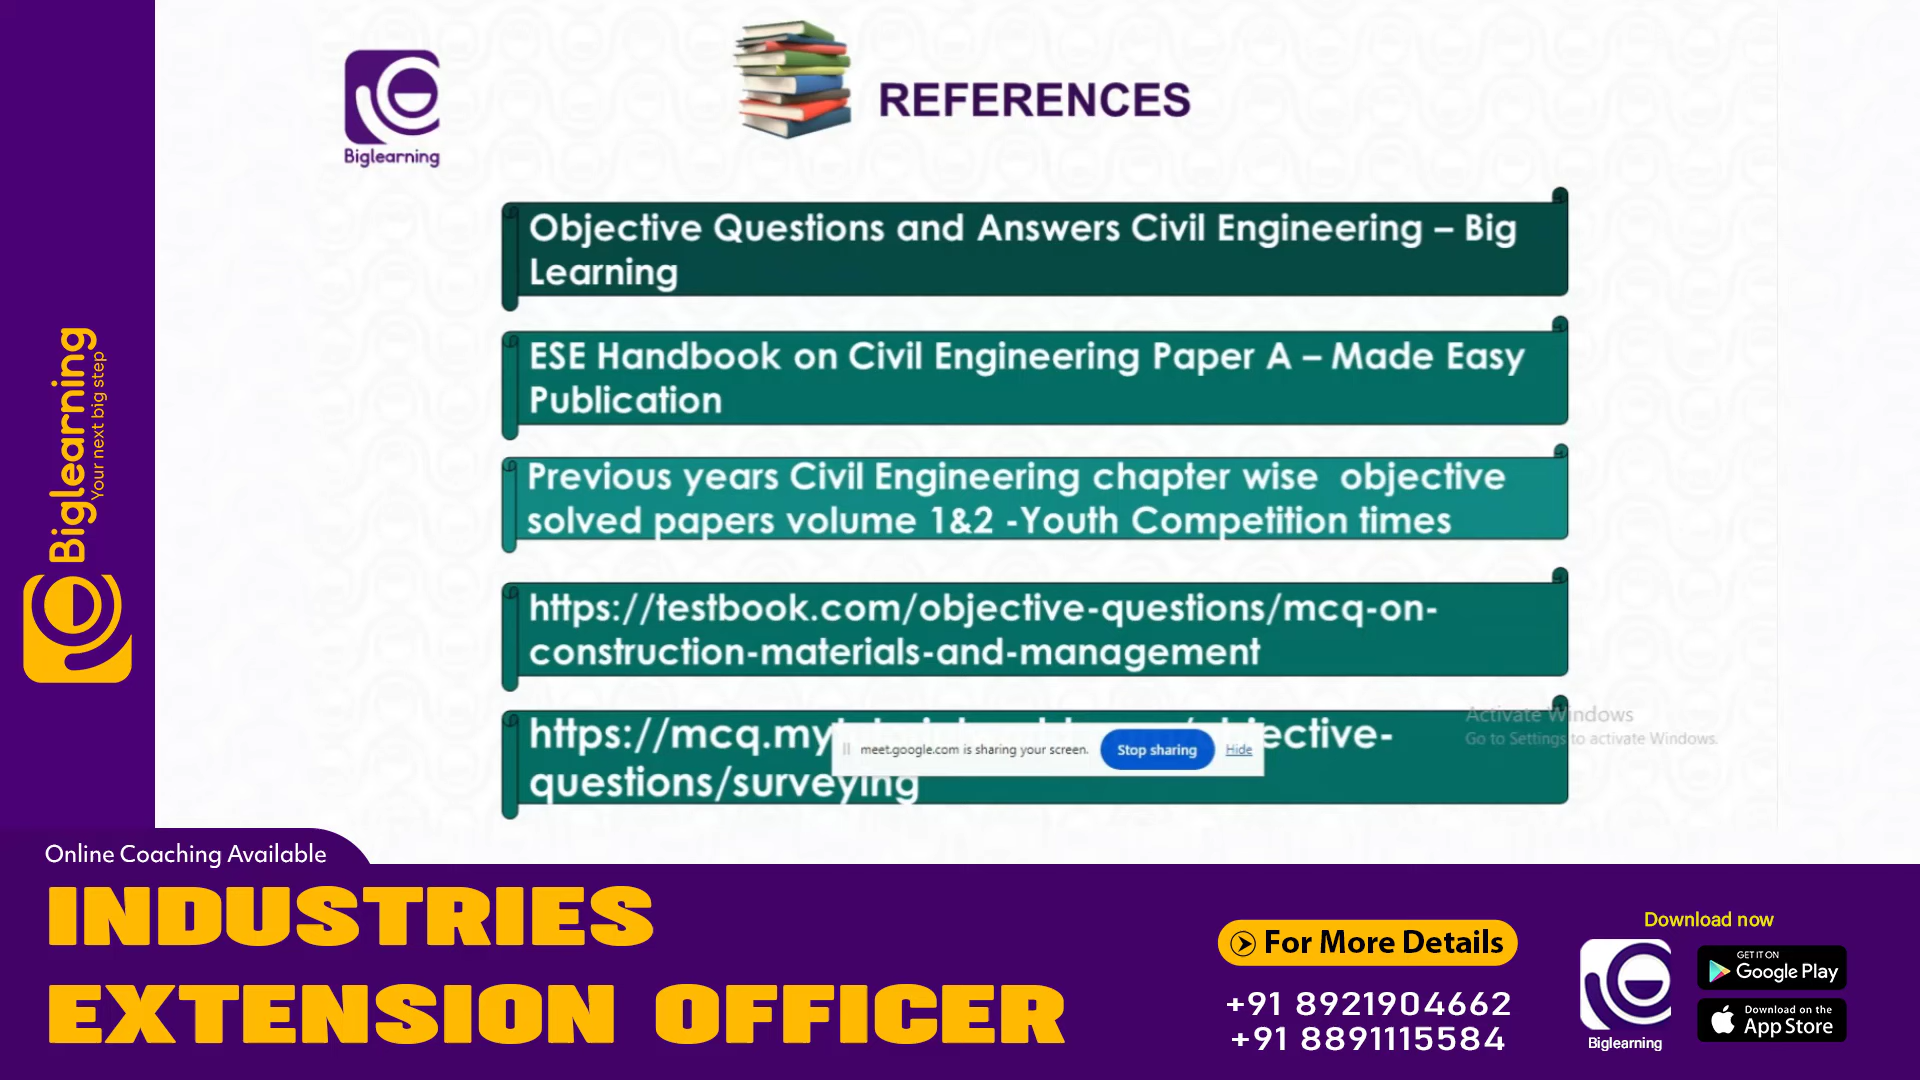 Biglearning
REFERENCES
Objective Questions and Answers Civil Engineering – Big
Learning
ESE Handbook on Civil Engineering Paper A – Made Easy
Publication
Previous years Civil Engineering chapter wise objective
solved papers volume 1&2 -Youth Competition times
https://testbook.com/objective-questions/mcq-on-
construction-materials-and-management
https://mcq.my
ective-
questions/surveying
meet.google.com is sharing your screen.
Stop sharing
Hide
Activate Windows
Go to Settings to activate Windows.
Biglearning
Your next big step
Online Coaching Available
INDUSTRIES
EXTENSION OFFICER
For More Details
+91 8921904662
+91 8891115584
Download now
Biglearning
GET IT ON
Google Play
Download on the
App Store